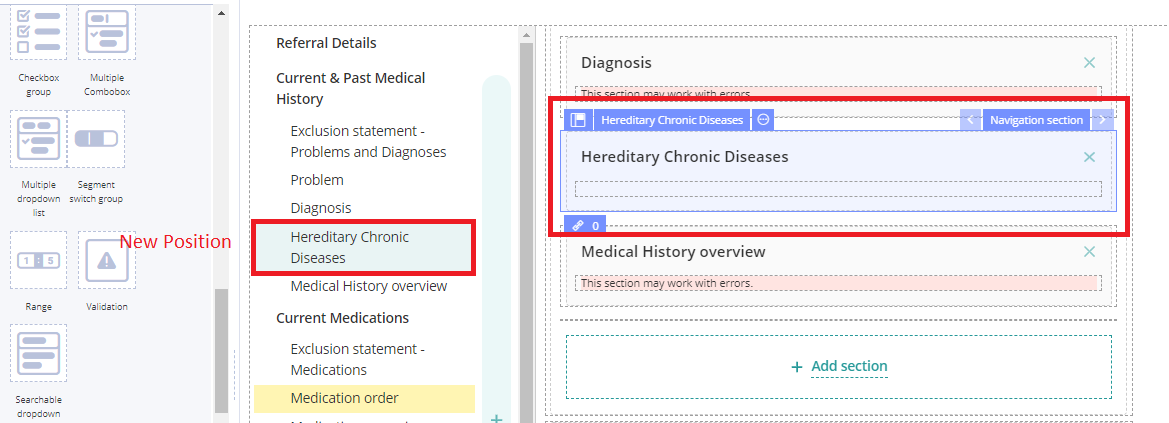 Checkbox
group
Multiple
Combobox
Multiple
dropdown
list
Segment
switch group
New Position
1 : 5
Range
Validation
Searchable
dropdown
Referral Details
Current & Past Medical
History
Exclusion statement -
Problems and Diagnoses
Problem
Diagnosis
Hereditary Chronic
Diseases
Medical History overview
Current Medications
Exclusion statement -
Medications
Medication order
Diagnosis
This section may work with errors.
Hereditary Chronic Diseases
Navigation section
Hereditary Chronic Diseases
0
Medical History overview
This section may work with errors.
+ Add section